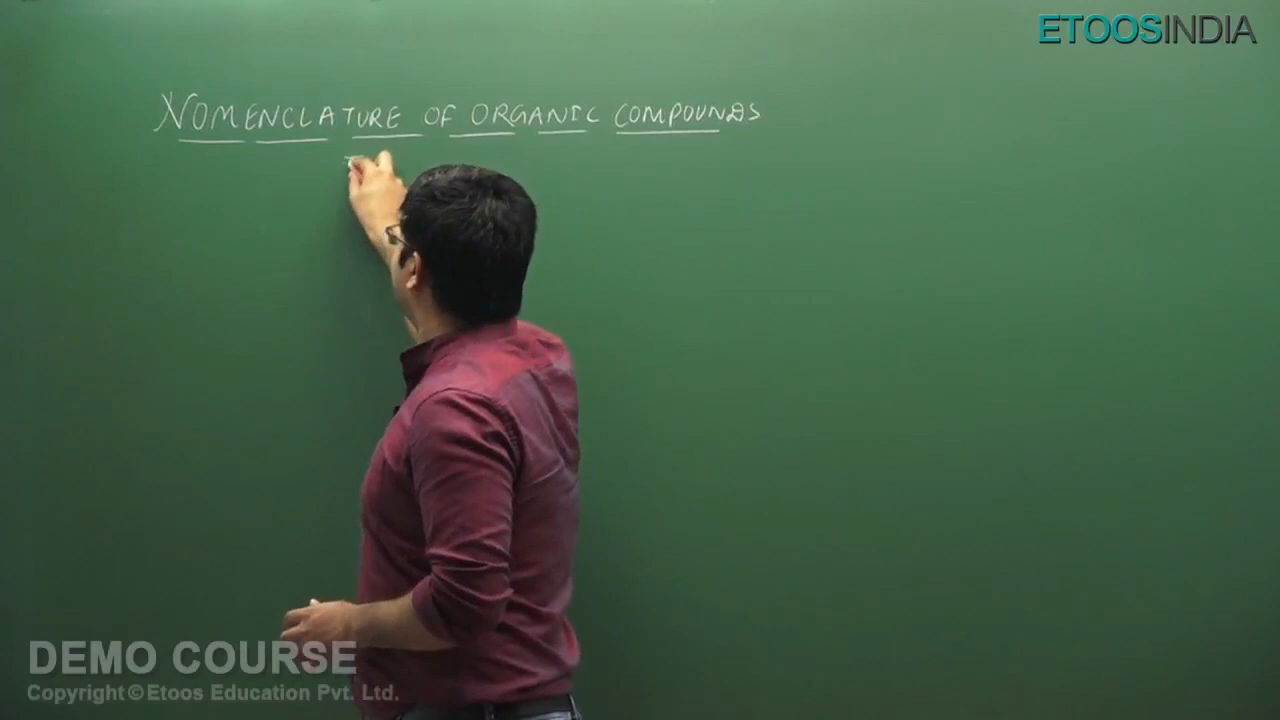 ETOOSINDIA
NOMENCLATURE OF ORGANIC COMPOUNDS
DEMO COURSE
Copyright © Etoos Education Pvt. Ltd.